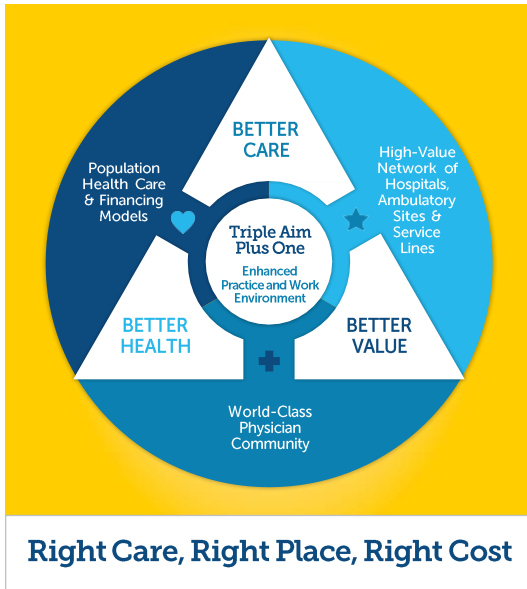 BETTER
CARE
Population
Health Care
& Financing
Models
High-Value
Network of
Hospitals,
Ambulatory
Sites &
Service
Lines
Triple Aim
Plus One
Enhanced
Practice and Work
Environment
BETTER
HEALTH
BETTER
VALUE
World-Class
Physician
Community
Right Care, Right Place, Right Cost